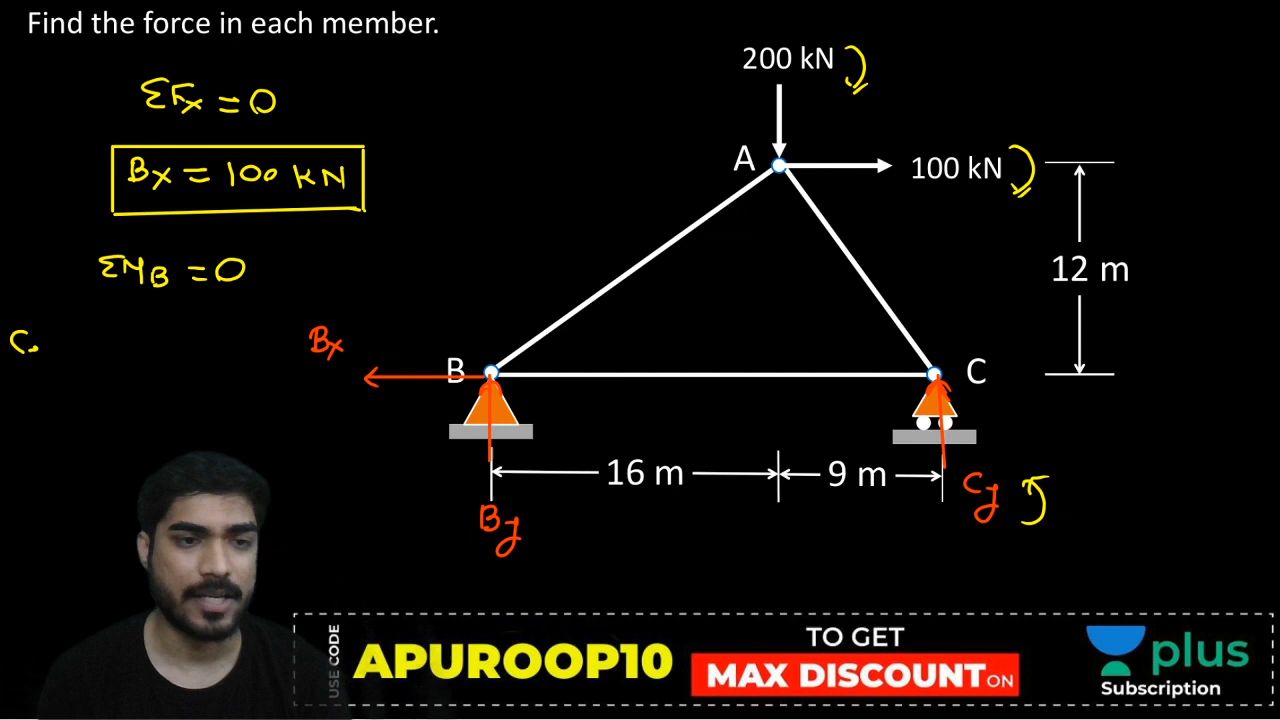 Find the force in each member.
ΣFx = 0
Bx = 100 kN
ΣMB = 0
C.
200 kN
A
100 kN
12 m
Bx
B
C
16 m
9 m
By
Cy
USE CODE
APUROOP10
TO GET
MAX DISCOUNT ON
plus
Subscription